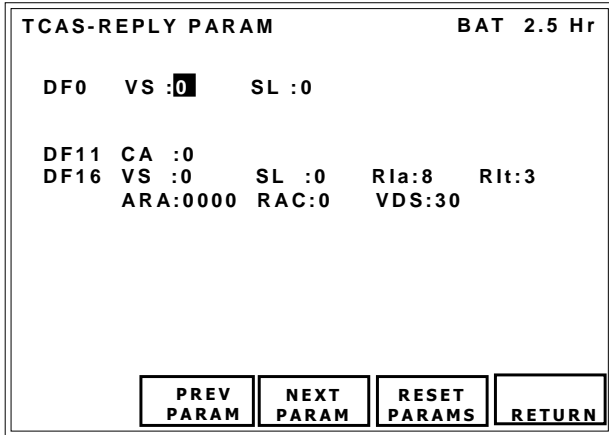 TCAS-REPLY PARAM BAT 2.5 Hr
DF0 VS :0 SL :0
DF11 CA :0
DF16 VS :0 SL :0 RIa:8 RIt:3
ARA:0000 RAC:0 VDS:30
PREV PARAM
NEXT PARAM
RESET PARAMS
RETURN